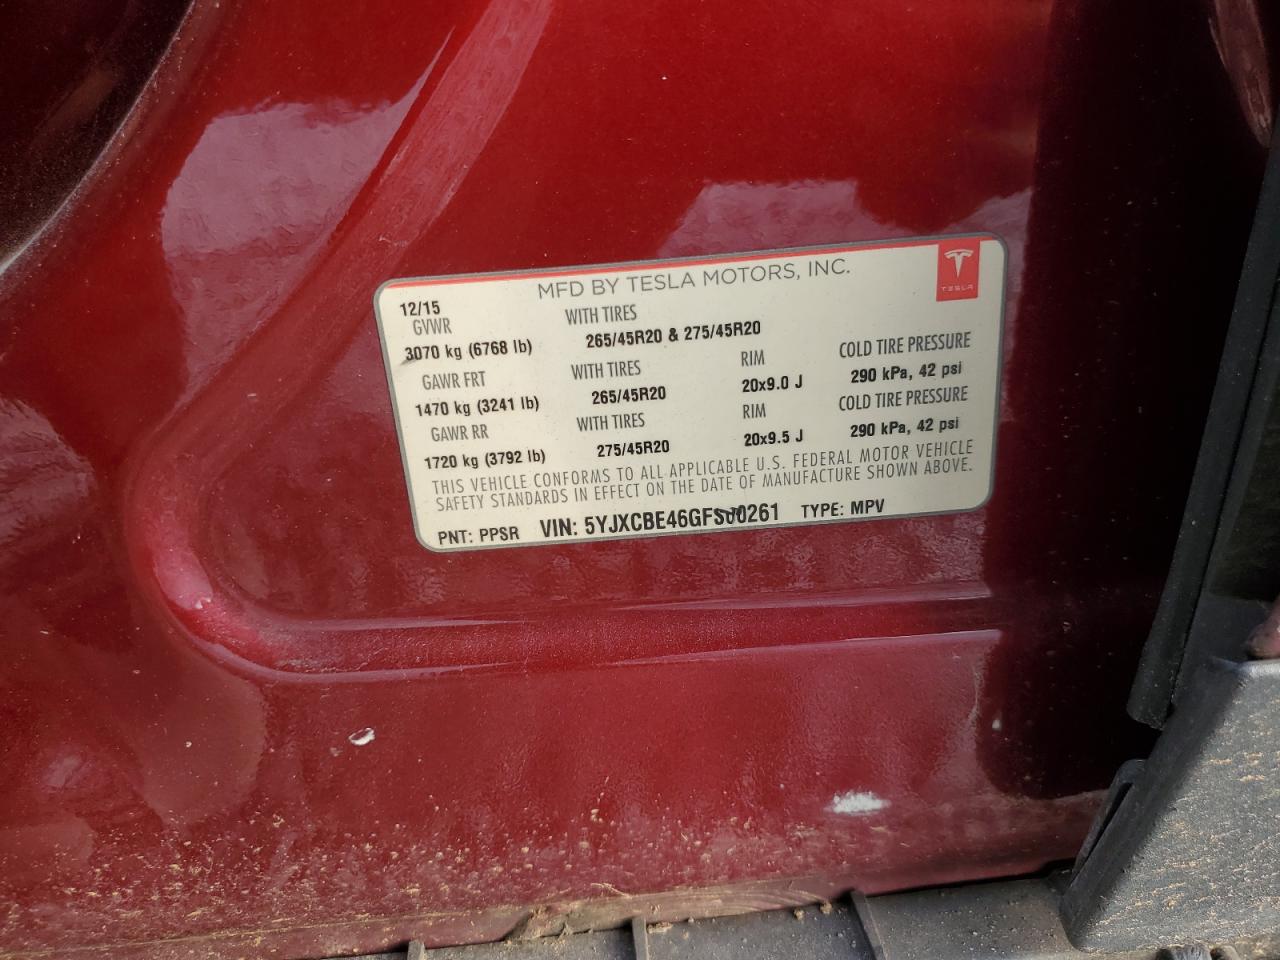 MFD BY TESLA MOTORS, INC.
TESLA
12/15
GVWR WITH TIRES
3070 kg (6768 lb) 265/45R20 & 275/45R20
GAWR FRT WITH TIRES RIM COLD TIRE PRESSURE
1470 kg (3241 lb) 265/45R20 20x9.0 J 290 kPa, 42 psi
GAWR RR WITH TIRES RIM COLD TIRE PRESSURE
1720 kg (3792 lb) 275/45R20 20x9.5 J 290 kPa, 42 psi
THIS VEHICLE CONFORMS TO ALL APPLICABLE U.S. FEDERAL MOTOR VEHICLE
SAFETY STANDARDS IN EFFECT ON THE DATE OF MANUFACTURE SHOWN ABOVE.
PNT: PPSR VIN: TYPE: MPV